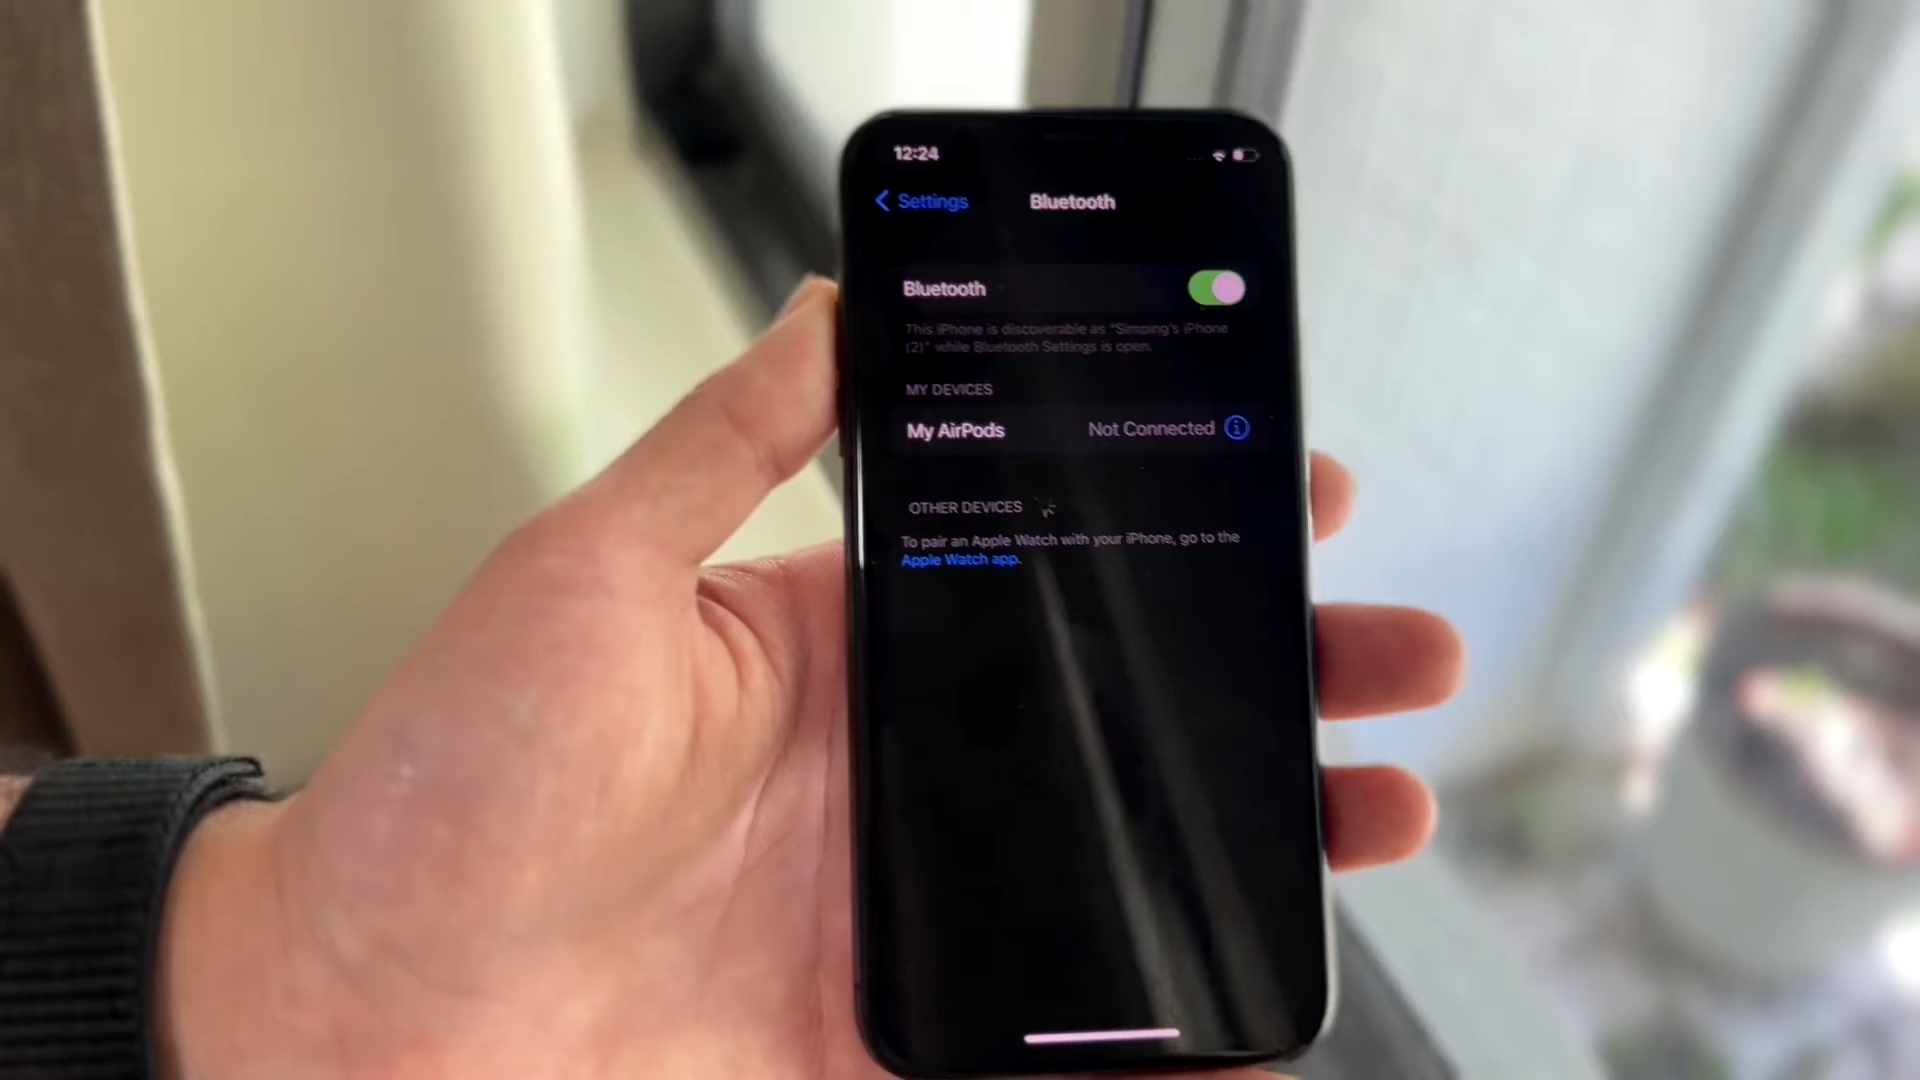 12:24
Settings
Bluetooth
Bluetooth
This iPhone is discoverable as "Simping's iPhone
(2)" while Bluetooth Settings is open.
MY DEVICES
My AirPods Not Connected
OTHER DEVICES
To pair an Apple Watch with your iPhone, go to the
Apple Watch app.